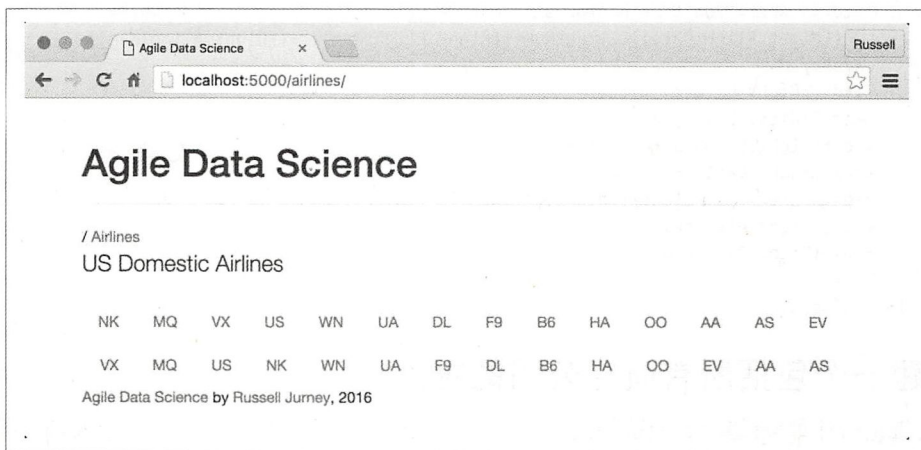 Agile Data Science
Russell
localhost:5000/airlines/
Agile Data Science
/ Airlines
US Domestic Airlines
NK MQ VX US WN UA DL F9 B6 HA OO AA AS EV
VX MQ US NK WN UA F9 DL B6 HA OO EV AA AS
Agile Data Science by Russell Jurney, 2016